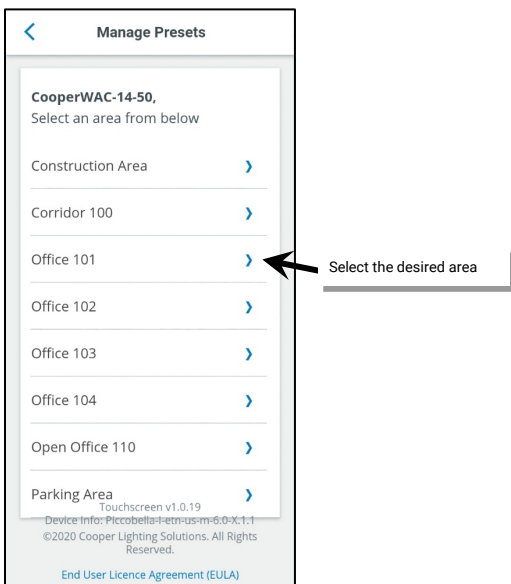 Manage Presets
CooperWAC-14-50,
Select an area from below
Construction Area
Corridor 100
Office 101
Select the desired area
Office 102
Office 103
Office 104
Open Office 110
Parking Area
Touchscreen v1.0.19
Device Info: Piccobella-I-etn-us-m-6.0-X.1.1
©2020 Cooper Lighting Solutions. All Rights
Reserved.
End User Licence Agreement (EULA)